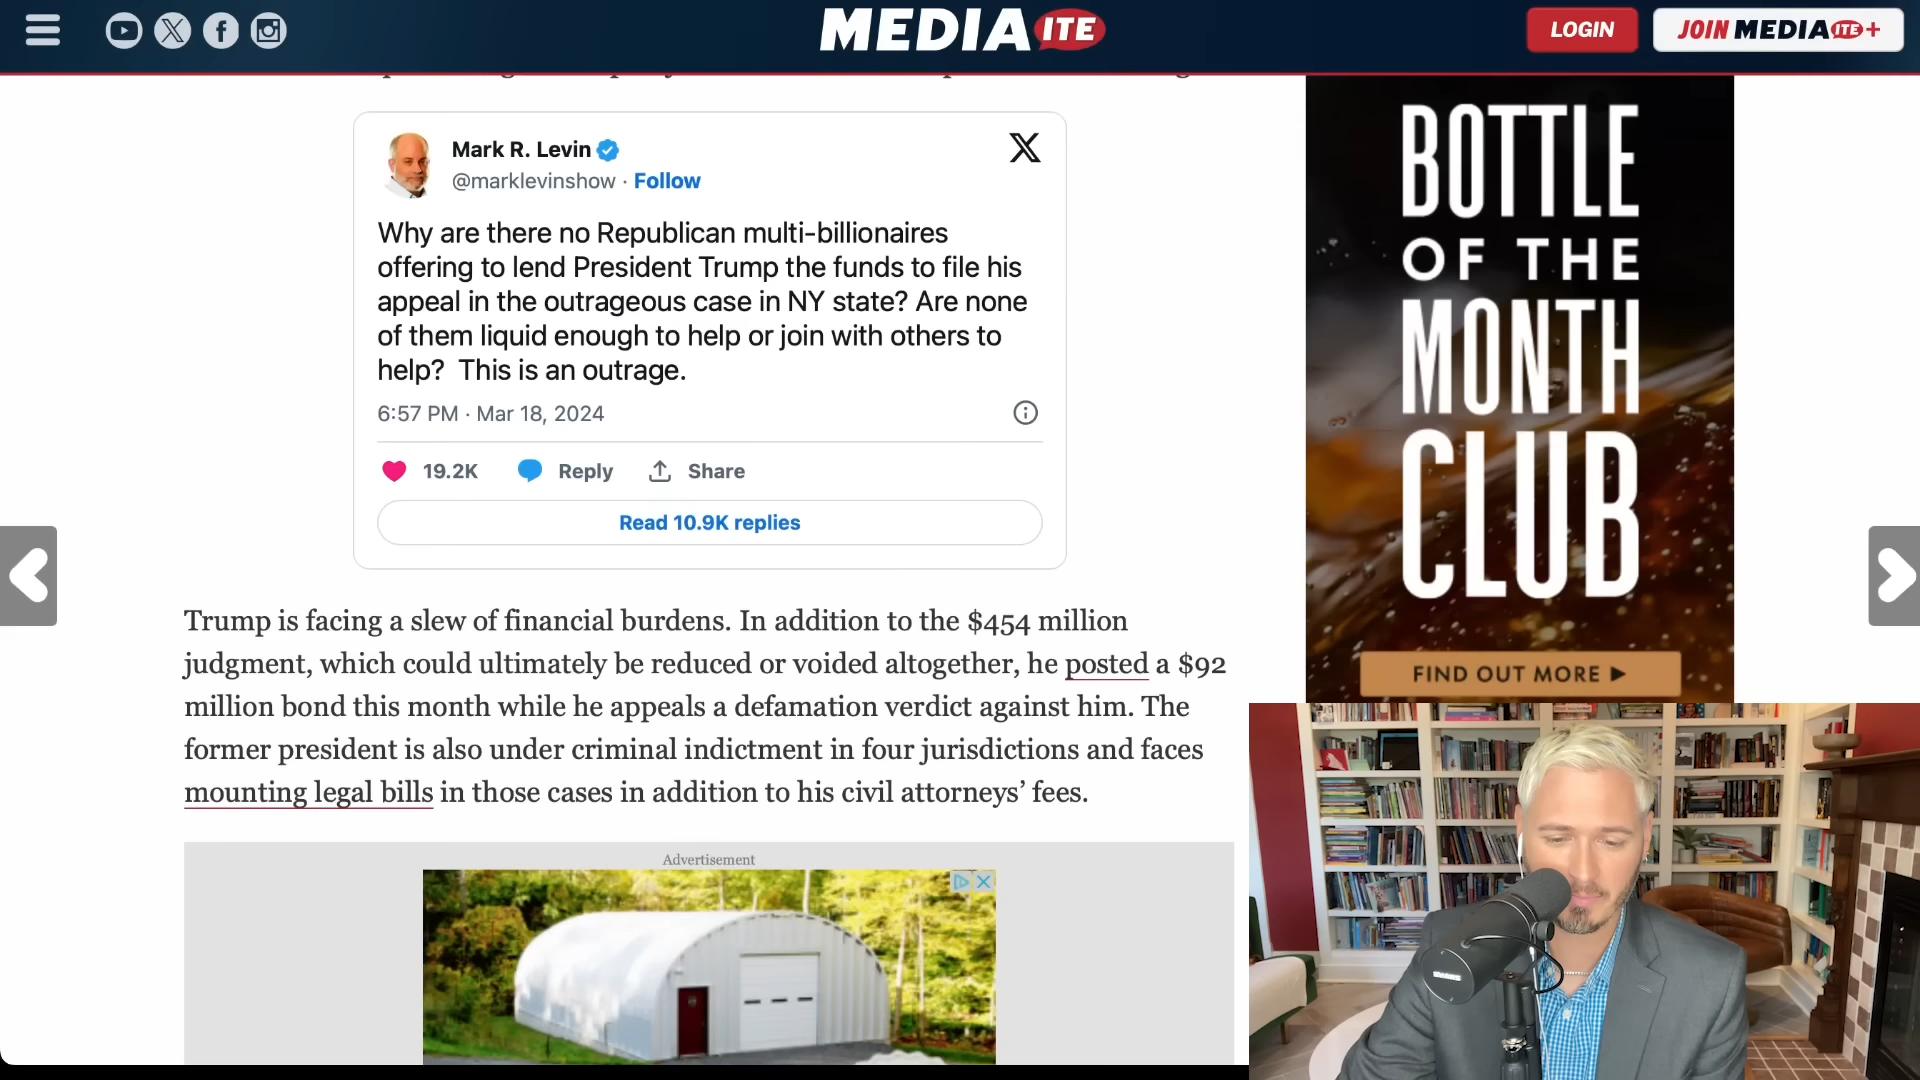 MEDIAITE
LOGIN
JOIN MEDIAITE+
Mark R. Levin
@marklevinshow · Follow
Why are there no Republican multi-billionaires
offering to lend President Trump the funds to file his
appeal in the outrageous case in NY state? Are none
of them liquid enough to help or join with others to
help?  This is an outrage.
6:57 PM · Mar 18, 2024
19.2K
Reply
Share
Read 10.9K replies
Trump is facing a slew of financial burdens. In addition to the $454 million
judgment, which could ultimately be reduced or voided altogether, he posted a $92
million bond this month while he appeals a defamation verdict against him. The
former president is also under criminal indictment in four jurisdictions and faces
mounting legal bills in those cases in addition to his civil attorneys’ fees.
Advertisement
BOTTLE
OF THE
MONTH
CLUB
FIND OUT MORE ▶